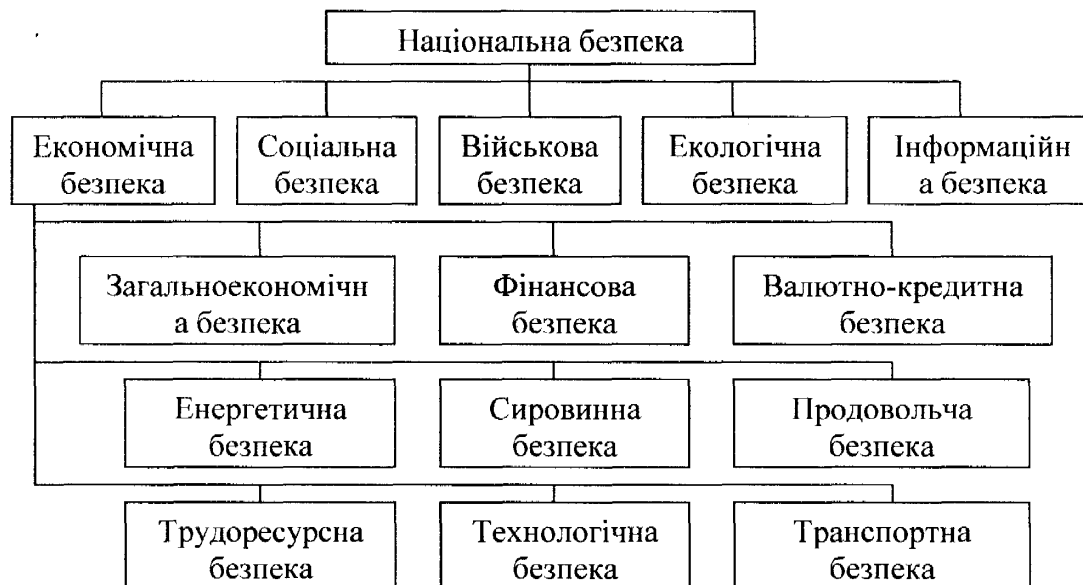 Національна безпека
Економічна
безпека
Соціальна
безпека
Військова
безпека
Екологічна
безпека
Інформаційн
а безпека
Загальноекономічн
а безпека
Фінансова
безпека
Валютно-кредитна
безпека
Енергетична
безпека
Сировинна
безпека
Продовольча
безпека
Трудоресурсна
безпека
Технологічна
безпека
Транспортна
безпека